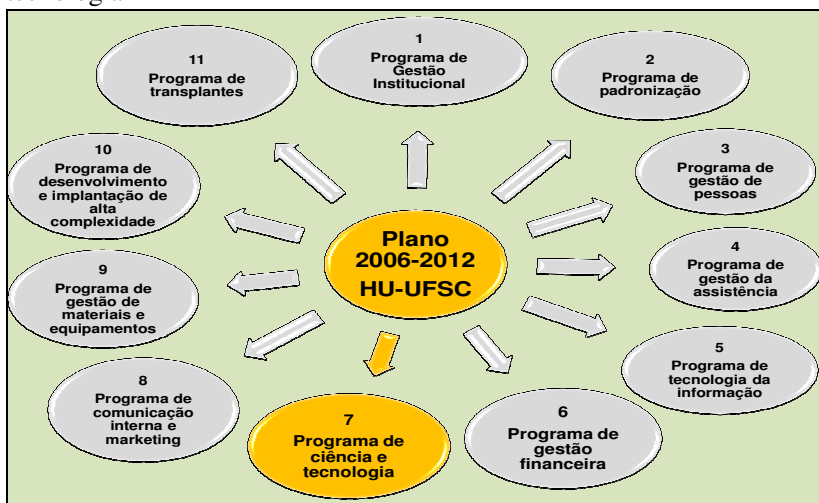 1
Programa de
Gestão
Institucional
2
Programa de
padronização
3
Programa de
gestão de
pessoas
4
Programa de
gestão da
assistência
5
Programa de
tecnologia da
informação
6
Programa de
gestão
financeira
7
Programa de
ciência e
tecnologia
8
Programa de
comunicação
interna e
marketing
9
Programa de
gestão de
materiais e
equipamentos
10
Programa de
desenvolvimento
e implantação de
alta
complexidade
11
Programa de
transplantes
Plano
2006-2012
HU-UFSC